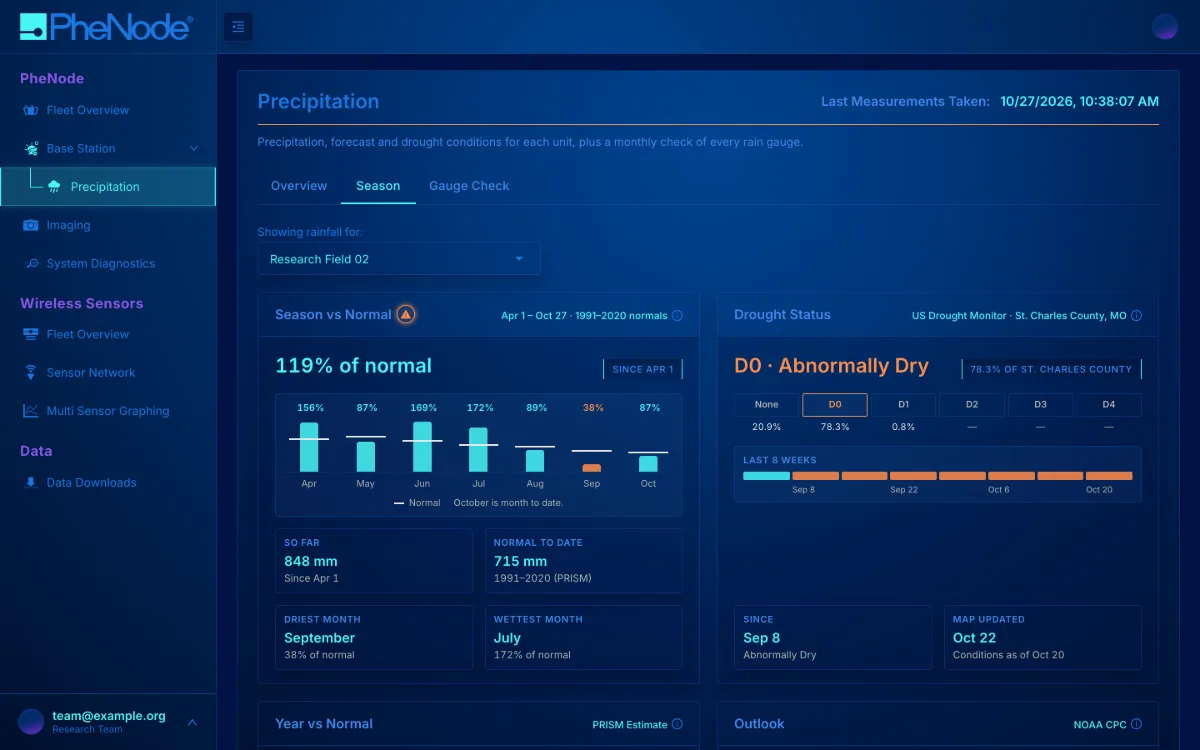 PheNode®
PheNode
Fleet Overview
Base Station
Precipitation
Imaging
System Diagnostics
Wireless Sensors
Fleet Overview
Sensor Network
Multi Sensor Graphing
Data
Data Downloads
team@example.org
Research Team
Precipitation
Last Measurements Taken: 10/27/2026, 10:38:07 AM
Precipitation, forecast and drought conditions for each unit, plus a monthly check of every rain gauge.
Overview Season Gauge Check
Showing rainfall for:
Research Field 02
Season vs Normal
Apr 1 – Oct 27 · 1991–2020 normals
119% of normal
SINCE APR 1
156% 87% 169% 172% 89% 38% 87%
Apr May Jun Jul Aug Sep Oct
Normal October is month to date.
SO FAR
848 mm
Since Apr 1
NORMAL TO DATE
715 mm
1991–2020 (PRISM)
DRIEST MONTH
September
38% of normal
WETTEST MONTH
July
172% of normal
Drought Status
US Drought Monitor · St. Charles County, MO
D0 · Abnormally Dry
78.3% OF ST. CHARLES COUNTY
None D0 D1 D2 D3 D4
20.9% 78.3% 0.8% — — —
LAST 8 WEEKS
Sep 8 Sep 22 Oct 6 Oct 20
SINCE
Sep 8
Abnormally Dry
MAP UPDATED
Oct 22
Conditions as of Oct 20
Year vs Normal
PRISM Estimate
Outlook
NOAA CPC